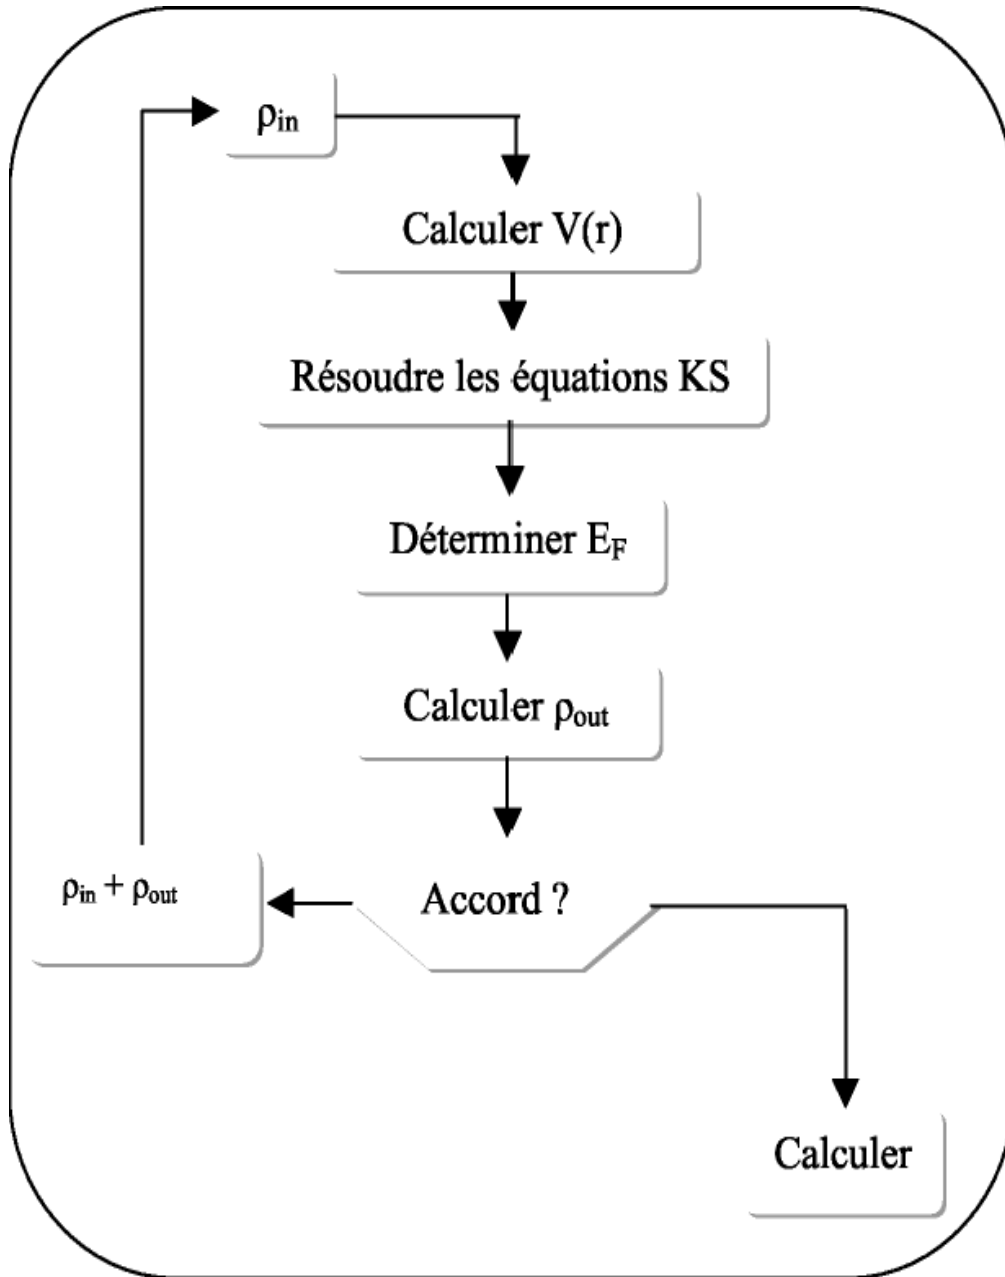 ρin
Calculer V(r)
Résoudre les équations KS
Déterminer EF
Calculer ρout
Accord ?
ρin + ρout
Calculer